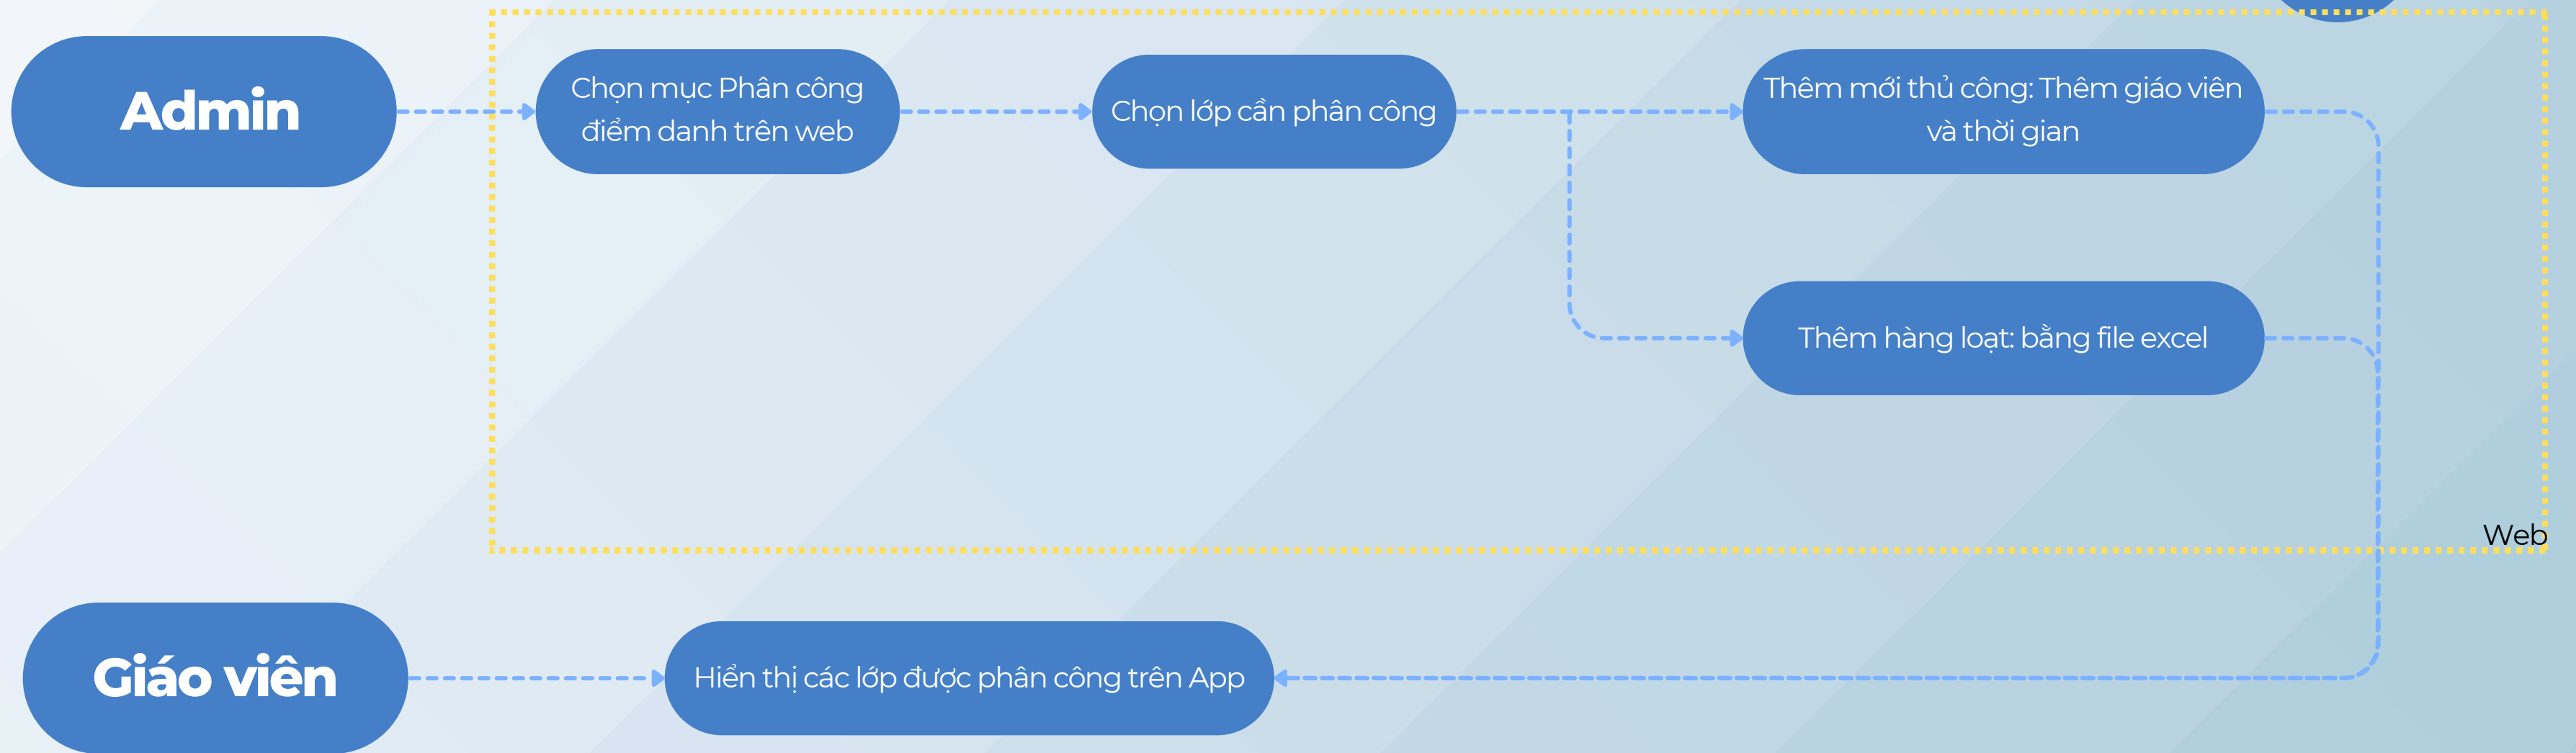 Admin
Chọn mục Phân công
điểm danh trên web
Chọn lớp cần phân công
Thêm mới thủ công: Thêm giáo viên
và thời gian
Thêm hàng loạt: bằng file excel
Web
Giáo viên
Hiển thị các lớp được phân công trên App